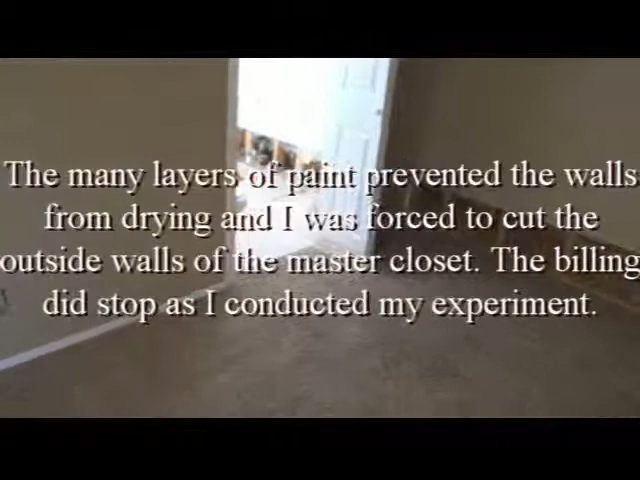 The many layers of paint prevented the walls
from drying and I was forced to cut the
outside walls of the master closet. The billing
did stop as I conducted my experiment.